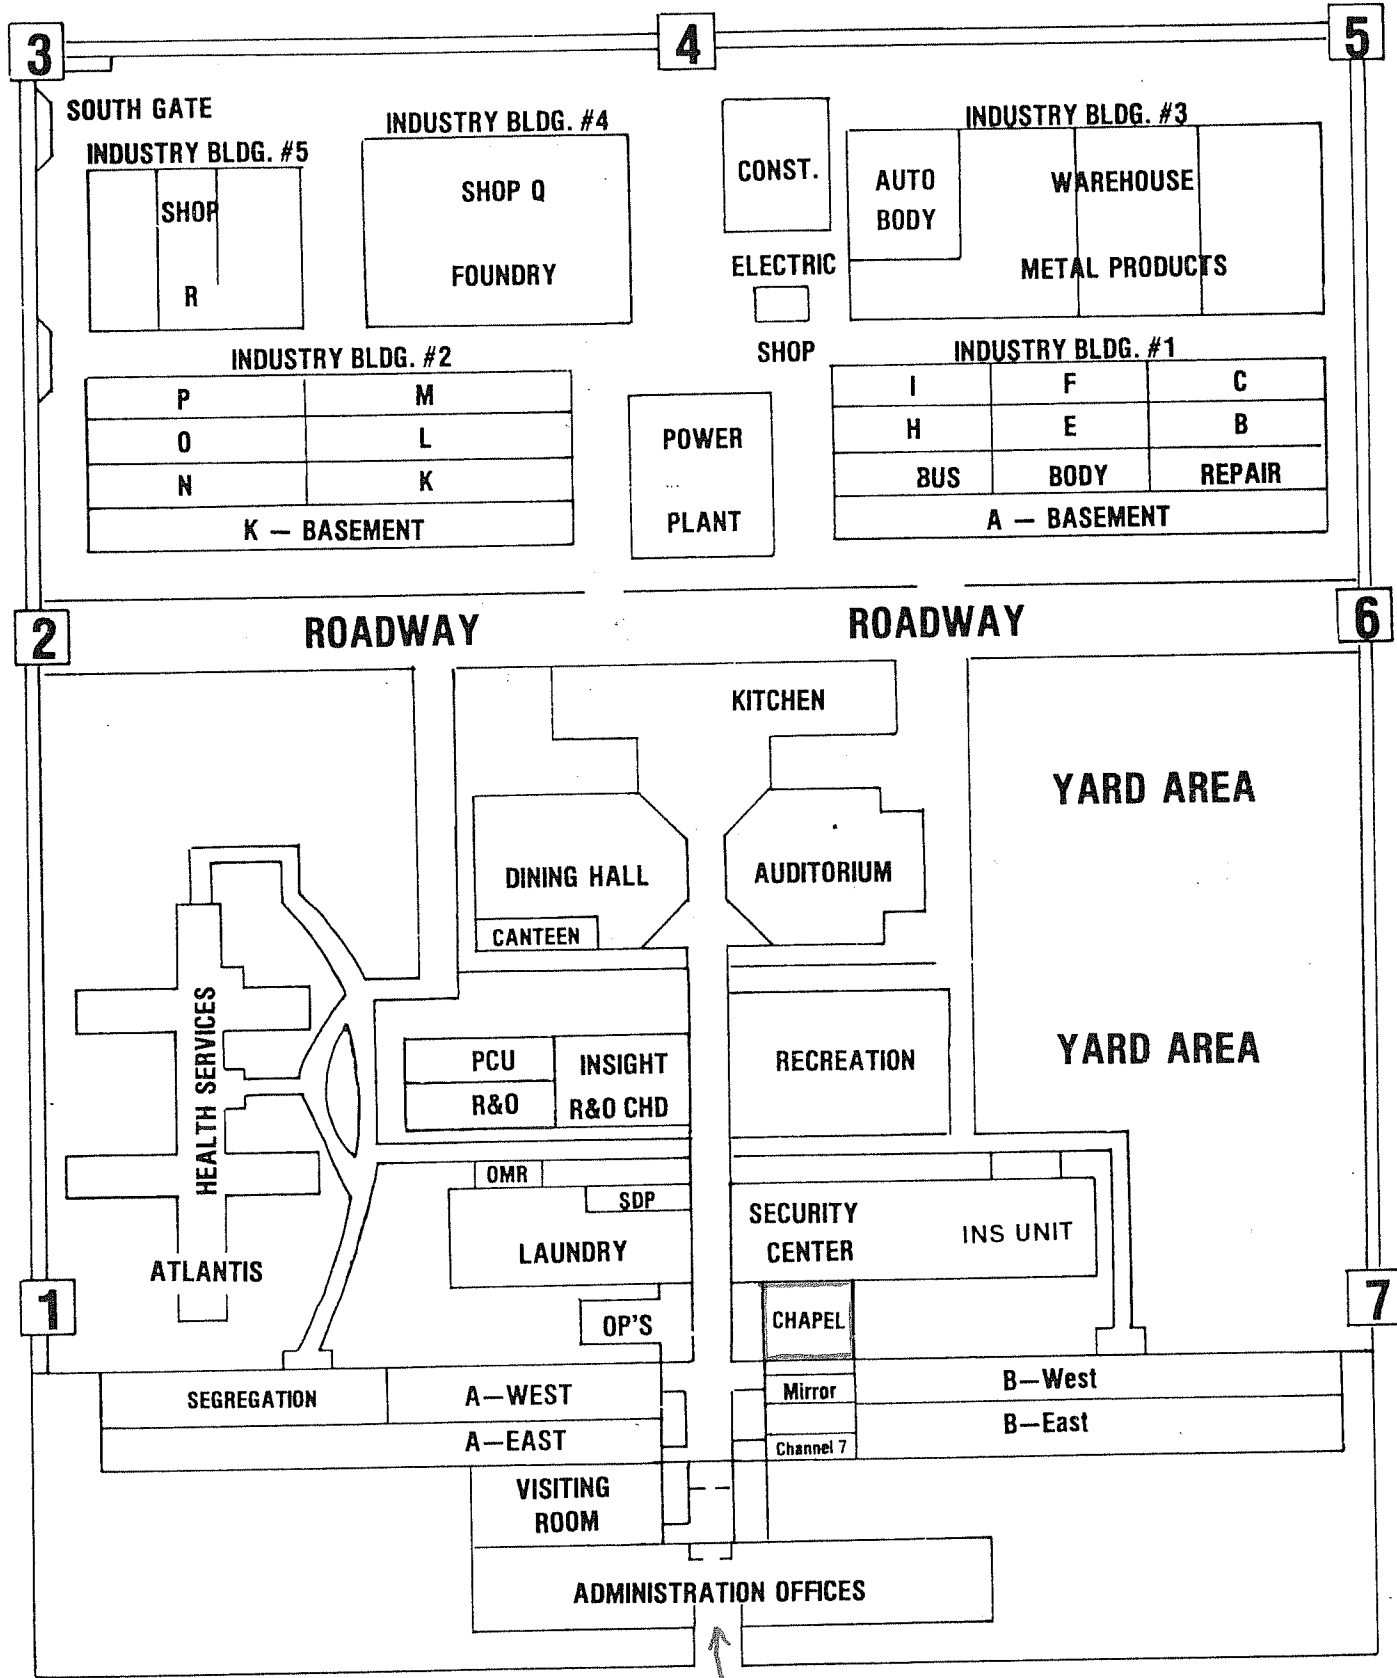 3
4
5
SOUTH GATE
INDUSTRY BLDG. #5
SHOP
R
INDUSTRY BLDG. #4
SHOP Q
FOUNDRY
CONST.
ELECTRIC
SHOP
INDUSTRY BLDG. #3
AUTO
BODY
WAREHOUSE
METAL PRODUCTS
INDUSTRY BLDG. #2
P M
O L
N K
K — BASEMENT
POWER
PLANT
INDUSTRY BLDG. #1
I F C
H E B
BUS BODY REPAIR
A — BASEMENT
2
ROADWAY
ROADWAY
6
KITCHEN
YARD AREA
DINING HALL
CANTEEN
AUDITORIUM
HEALTH SERVICES
ATLANTIS
PCU
R&O
INSIGHT
R&O CHD
RECREATION
YARD AREA
OMR
SDP
LAUNDRY
SECURITY
CENTER
INS UNIT
1
OP'S
CHAPEL
7
SEGREGATION
A—WEST
A—EAST
Mirror
Channel 7
B—West
B—East
VISITING
ROOM
ADMINISTRATION OFFICES